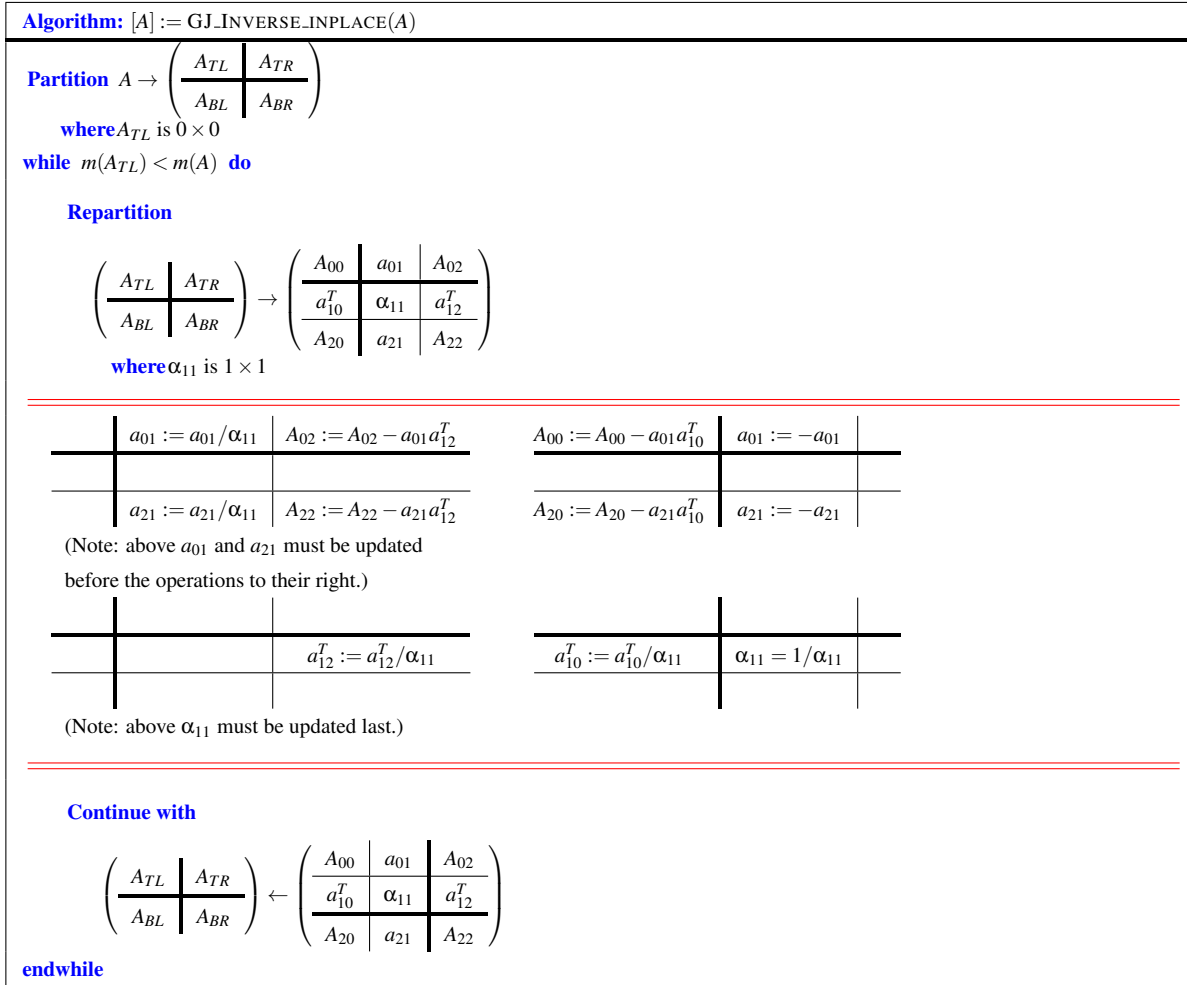 Algorithm: [A] := GJ_INVERSE_INPLACE(A)
Partition A → ( A_TL | A_TR
A_BL | A_BR )
where A_TL is 0 × 0
while m(A_TL) < m(A) do
Repartition
( A_TL | A_TR
A_BL | A_BR ) → ( A_00 | a_01 | A_02
a_10^T | α_11 | a_12^T
A_20 | a_21 | A_22 )
where α_11 is 1 × 1
a_01 := a_01/α_11 | A_02 := A_02 − a_01 a_12^T
a_21 := a_21/α_11 | A_22 := A_22 − a_21 a_12^T
A_00 := A_00 − a_01 a_10^T | a_01 := −a_01
A_20 := A_20 − a_21 a_10^T | a_21 := −a_21
(Note: above a_01 and a_21 must be updated
before the operations to their right.)
a_12^T := a_12^T/α_11
a_10^T := a_10^T/α_11 | α_11 = 1/α_11
(Note: above α_11 must be updated last.)
Continue with
( A_TL | A_TR
A_BL | A_BR ) ← ( A_00 | a_01 | A_02
a_10^T | α_11 | a_12^T
A_20 | a_21 | A_22 )
endwhile